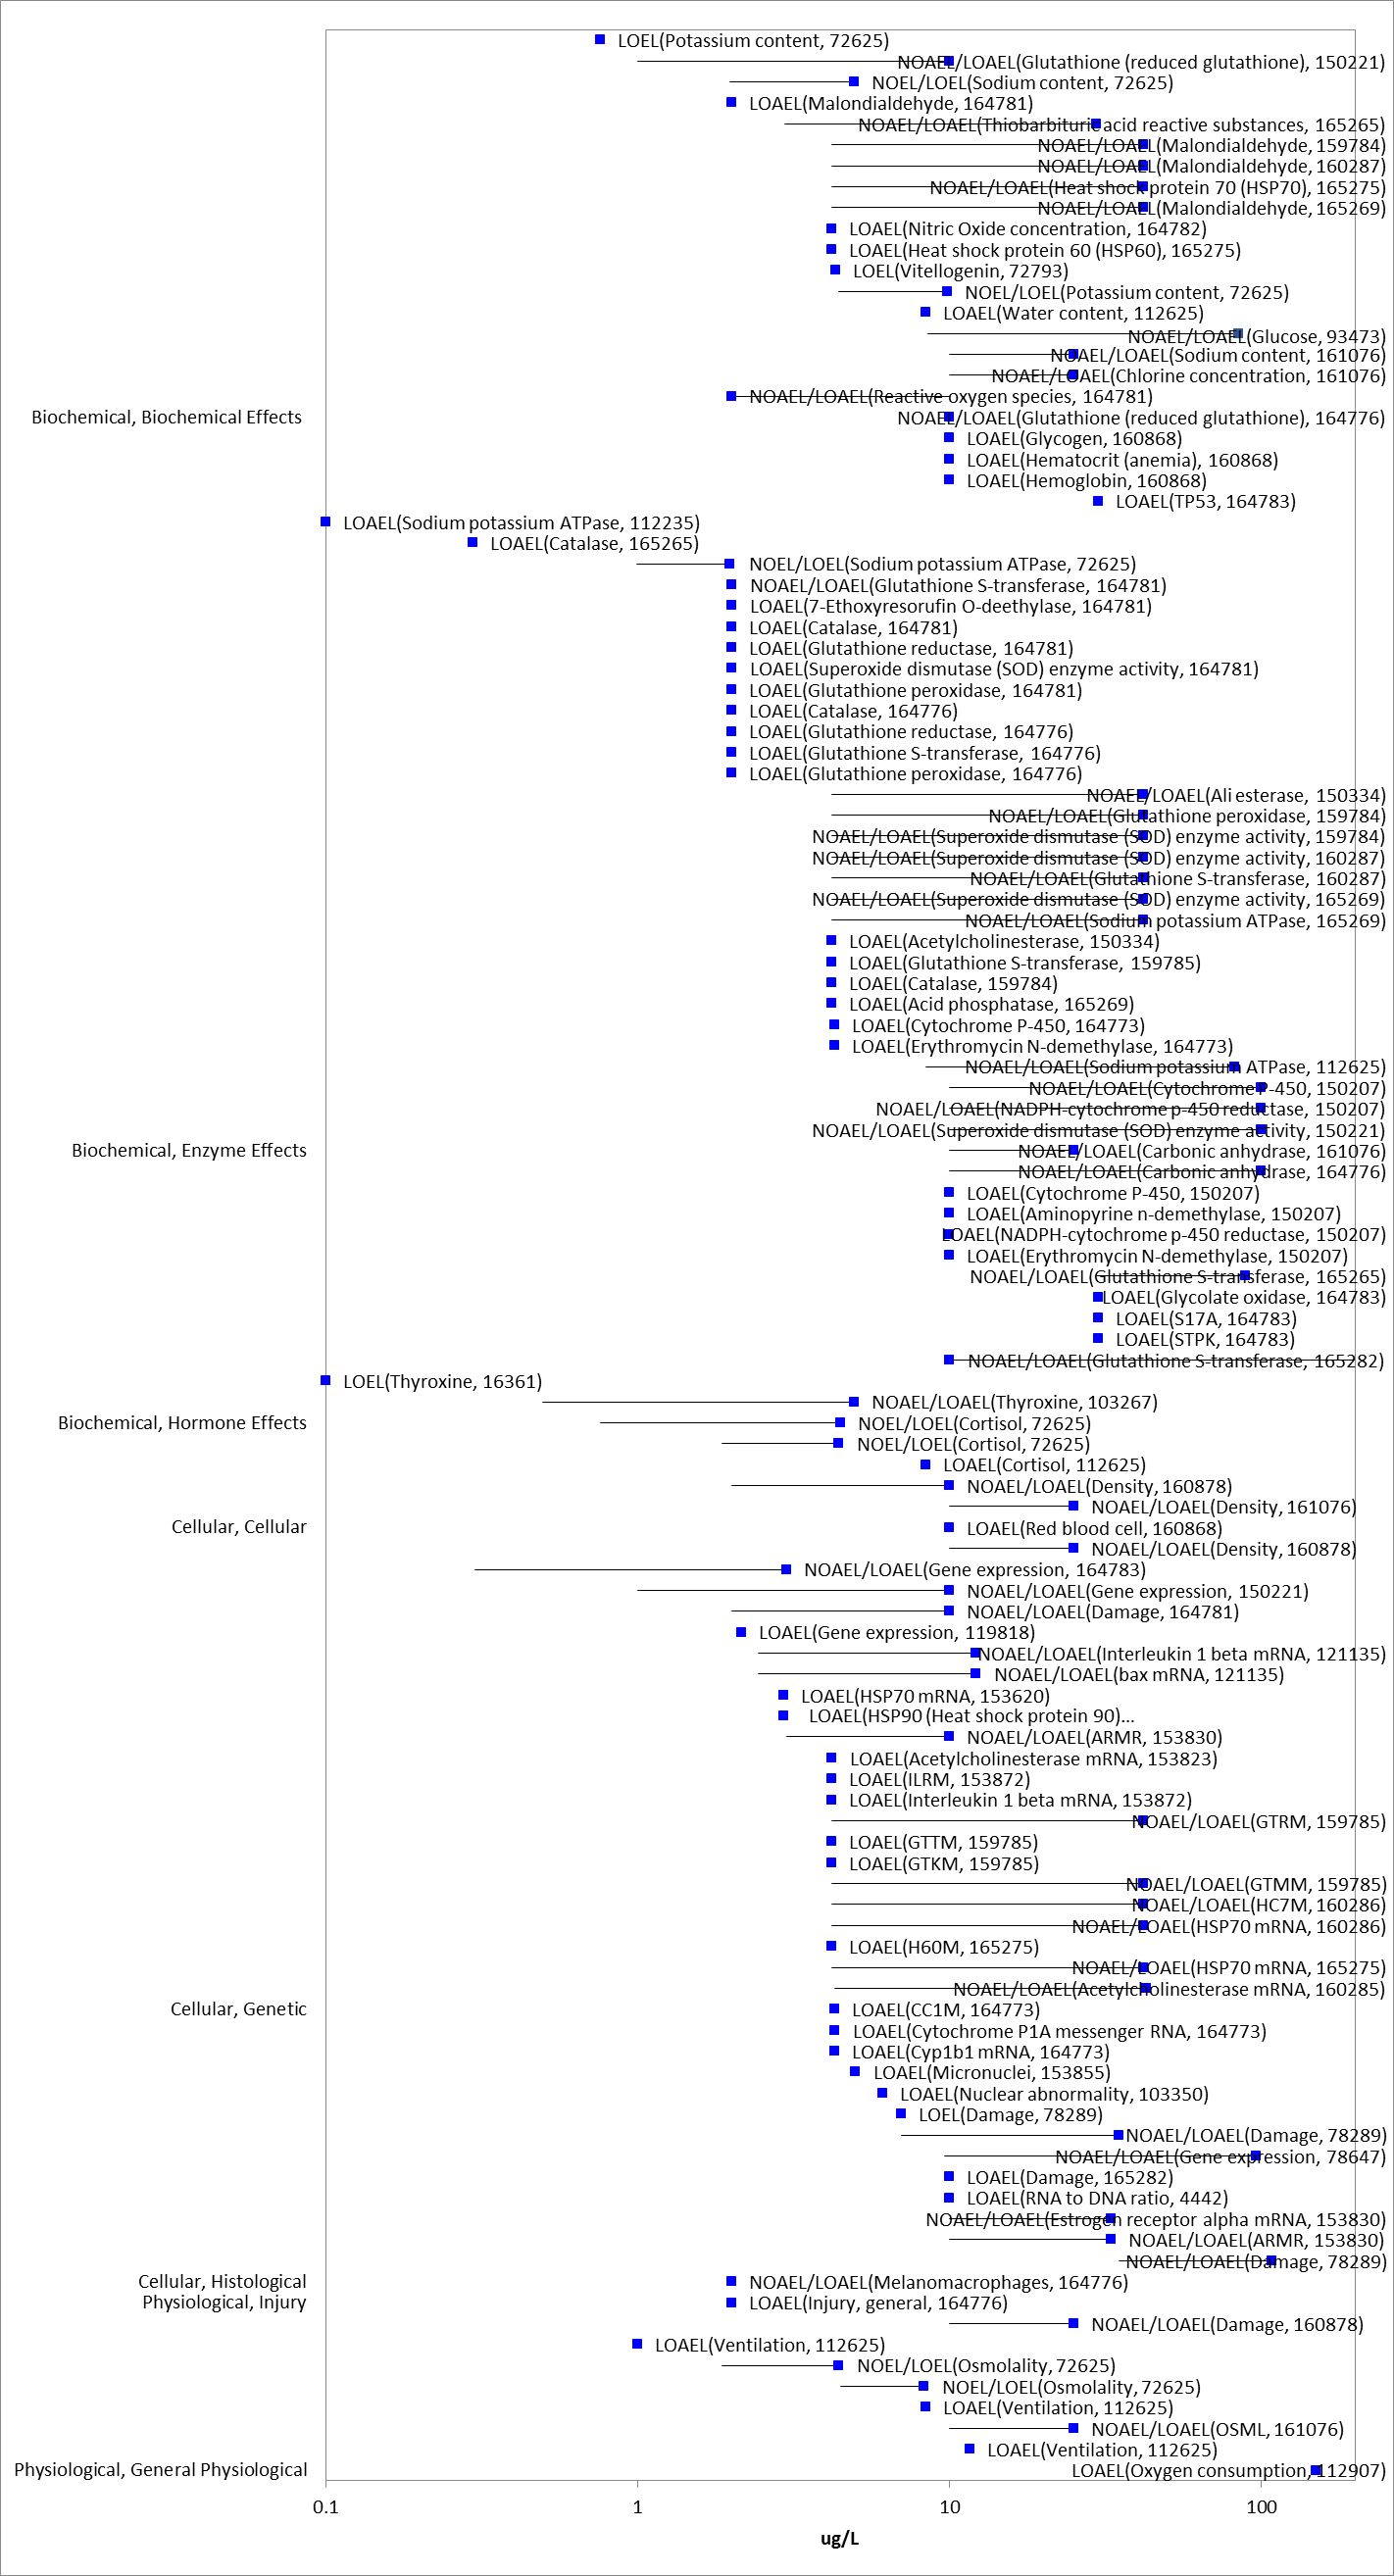 LOEL(Potassium content, 72625)
NOAEL/LOAEL(Glutathione (reduced glutathione), 150221)
NOEL/LOEL(Sodium content, 72625)
LOAEL(Malondialdehyde, 164781)
NOAEL/LOAEL(Thiobarbituric acid reactive substances, 165265)
NOAEL/LOAEL(Malondialdehyde, 159784)
NOAEL/LOAEL(Malondialdehyde, 160287)
NOAEL/LOAEL(Heat shock protein 70 (HSP70), 165275)
NOAEL/LOAEL(Malondialdehyde, 165269)
LOAEL(Nitric Oxide concentration, 164782)
LOAEL(Heat shock protein 60 (HSP60), 165275)
LOEL(Vitellogenin, 72793)
NOEL/LOEL(Potassium content, 72625)
LOAEL(Water content, 112625)
NOAEL/LOAEL(Glucose, 93473)
NOAEL/LOAEL(Sodium content, 161076)
NOAEL/LOAEL(Chlorine concentration, 161076)
NOAEL/LOAEL(Reactive oxygen species, 164781)
Biochemical, Biochemical Effects
NOAEL/LOAEL(Glutathione (reduced glutathione), 164776)
LOAEL(Glycogen, 160868)
LOAEL(Hematocrit (anemia), 160868)
LOAEL(Hemoglobin, 160868)
LOAEL(TP53, 164783)
LOAEL(Sodium potassium ATPase, 112235)
LOAEL(Catalase, 165265)
NOEL/LOEL(Sodium potassium ATPase, 72625)
NOAEL/LOAEL(Glutathione S-transferase, 164781)
LOAEL(7-Ethoxyresorufin O-deethylase, 164781)
LOAEL(Catalase, 164781)
LOAEL(Glutathione reductase, 164781)
LOAEL(Superoxide dismutase (SOD) enzyme activity, 164781)
LOAEL(Glutathione peroxidase, 164781)
LOAEL(Catalase, 164776)
LOAEL(Glutathione reductase, 164776)
LOAEL(Glutathione S-transferase, 164776)
LOAEL(Glutathione peroxidase, 164776)
NOAEL/LOAEL(Ali esterase, 150334)
NOAEL/LOAEL(Glutathione peroxidase, 159784)
NOAEL/LOAEL(Superoxide dismutase (SOD) enzyme activity, 159784)
NOAEL/LOAEL(Superoxide dismutase (SOD) enzyme activity, 160287)
NOAEL/LOAEL(Glutathione S-transferase, 160287)
NOAEL/LOAEL(Superoxide dismutase (SOD) enzyme activity, 165269)
NOAEL/LOAEL(Sodium potassium ATPase, 165269)
LOAEL(Acetylcholinesterase, 150334)
LOAEL(Glutathione S-transferase, 159785)
LOAEL(Catalase, 159784)
LOAEL(Acid phosphatase, 165269)
LOAEL(Cytochrome P-450, 164773)
LOAEL(Erythromycin N-demethylase, 164773)
NOAEL/LOAEL(Sodium potassium ATPase, 112625)
NOAEL/LOAEL(Cytochrome P-450, 150207)
NOAEL/LOAEL(NADPH-cytochrome p-450 reductase, 150207)
NOAEL/LOAEL(Superoxide dismutase (SOD) enzyme activity, 150221)
Biochemical, Enzyme Effects
NOAEL/LOAEL(Carbonic anhydrase, 161076)
NOAEL/LOAEL(Carbonic anhydrase, 164776)
LOAEL(Cytochrome P-450, 150207)
LOAEL(Aminopyrine n-demethylase, 150207)
LOAEL(NADPH-cytochrome p-450 reductase, 150207)
LOAEL(Erythromycin N-demethylase, 150207)
NOAEL/LOAEL(Glutathione S-transferase, 165265)
LOAEL(Glycolate oxidase, 164783)
LOAEL(S17A, 164783)
LOAEL(STPK, 164783)
NOAEL/LOAEL(Glutathione S-transferase, 165282)
LOEL(Thyroxine, 16361)
NOAEL/LOAEL(Thyroxine, 103267)
Biochemical, Hormone Effects
NOEL/LOEL(Cortisol, 72625)
NOEL/LOEL(Cortisol, 72625)
LOAEL(Cortisol, 112625)
NOAEL/LOAEL(Density, 160878)
NOAEL/LOAEL(Density, 161076)
Cellular, Cellular
LOAEL(Red blood cell, 160868)
NOAEL/LOAEL(Density, 160878)
NOAEL/LOAEL(Gene expression, 164783)
NOAEL/LOAEL(Gene expression, 150221)
NOAEL/LOAEL(Damage, 164781)
LOAEL(Gene expression, 119818)
NOAEL/LOAEL(Interleukin 1 beta mRNA, 121135)
NOAEL/LOAEL(bax mRNA, 121135)
LOAEL(HSP70 mRNA, 153620)
LOAEL(HSP90 (Heat shock protein 90)...
NOAEL/LOAEL(ARMR, 153830)
LOAEL(Acetylcholinesterase mRNA, 153823)
LOAEL(ILRM, 153872)
LOAEL(Interleukin 1 beta mRNA, 153872)
NOAEL/LOAEL(GTRM, 159785)
LOAEL(GTTM, 159785)
LOAEL(GTKM, 159785)
NOAEL/LOAEL(GTMM, 159785)
NOAEL/LOAEL(HC7M, 160286)
NOAEL/LOAEL(HSP70 mRNA, 160286)
LOAEL(H60M, 165275)
NOAEL/LOAEL(HSP70 mRNA, 165275)
NOAEL/LOAEL(Acetylcholinesterase mRNA, 160285)
Cellular, Genetic
LOAEL(CC1M, 164773)
LOAEL(Cytochrome P1A messenger RNA, 164773)
LOAEL(Cyp1b1 mRNA, 164773)
LOAEL(Micronuclei, 153855)
LOAEL(Nuclear abnormality, 103350)
LOEL(Damage, 78289)
NOAEL/LOAEL(Damage, 78289)
NOAEL/LOAEL(Gene expression, 78647)
LOAEL(Damage, 165282)
LOAEL(RNA to DNA ratio, 4442)
NOAEL/LOAEL(Estrogen receptor alpha mRNA, 153830)
NOAEL/LOAEL(ARMR, 153830)
NOAEL/LOAEL(Damage, 78289)
Cellular, Histological
NOAEL/LOAEL(Melanomacrophages, 164776)
Physiological, Injury
LOAEL(Injury, general, 164776)
NOAEL/LOAEL(Damage, 160878)
LOAEL(Ventilation, 112625)
NOEL/LOEL(Osmolality, 72625)
NOEL/LOEL(Osmolality, 72625)
LOAEL(Ventilation, 112625)
NOAEL/LOAEL(OSML, 161076)
LOAEL(Ventilation, 112625)
Physiological, General Physiological
LOAEL(Oxygen consumption, 112907)
0.1 1 10 100
ug/L